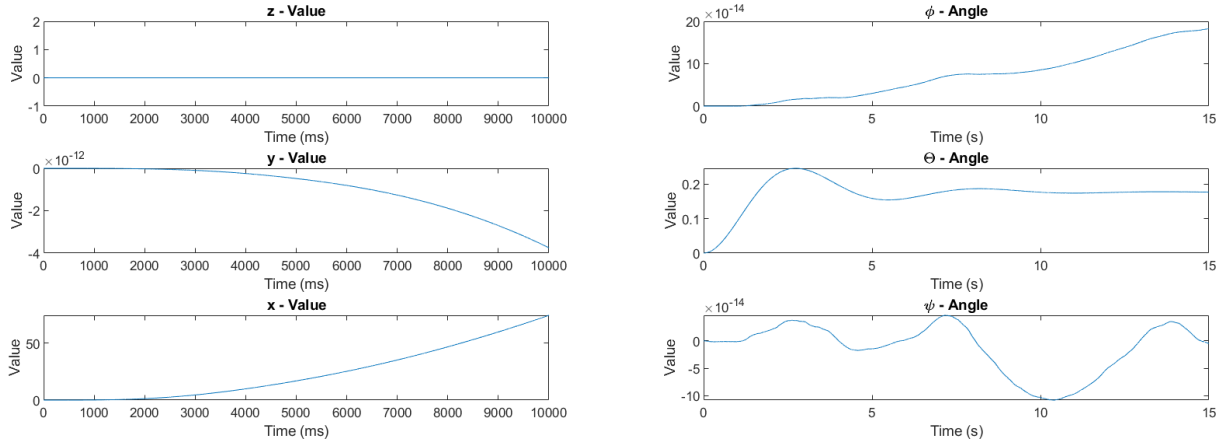 z - Value
2
1
0
-1
Value
0 1000 2000 3000 4000 5000 6000 7000 8000 9000 10000
Time (ms)
y - Value
×10^-12
0
-2
-4
Value
0 1000 2000 3000 4000 5000 6000 7000 8000 9000 10000
Time (ms)
x - Value
50
0
Value
0 1000 2000 3000 4000 5000 6000 7000 8000 9000 10000
Time (ms)
ϕ - Angle
×10^-14
20
10
0
Value
0 5 10 15
Time (s)
Θ - Angle
0.2
0.1
0
Value
0 5 10 15
Time (s)
ψ - Angle
×10^-14
0
-5
-10
Value
0 5 10 15
Time (s)